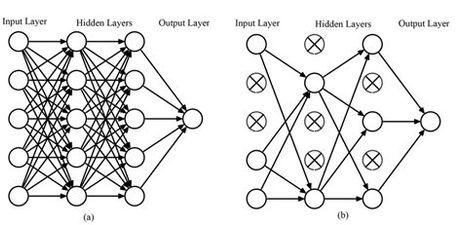 Input Layer Hidden Layers Output Layer
(a)
Input Layer Hidden Layers Output Layer
(b)